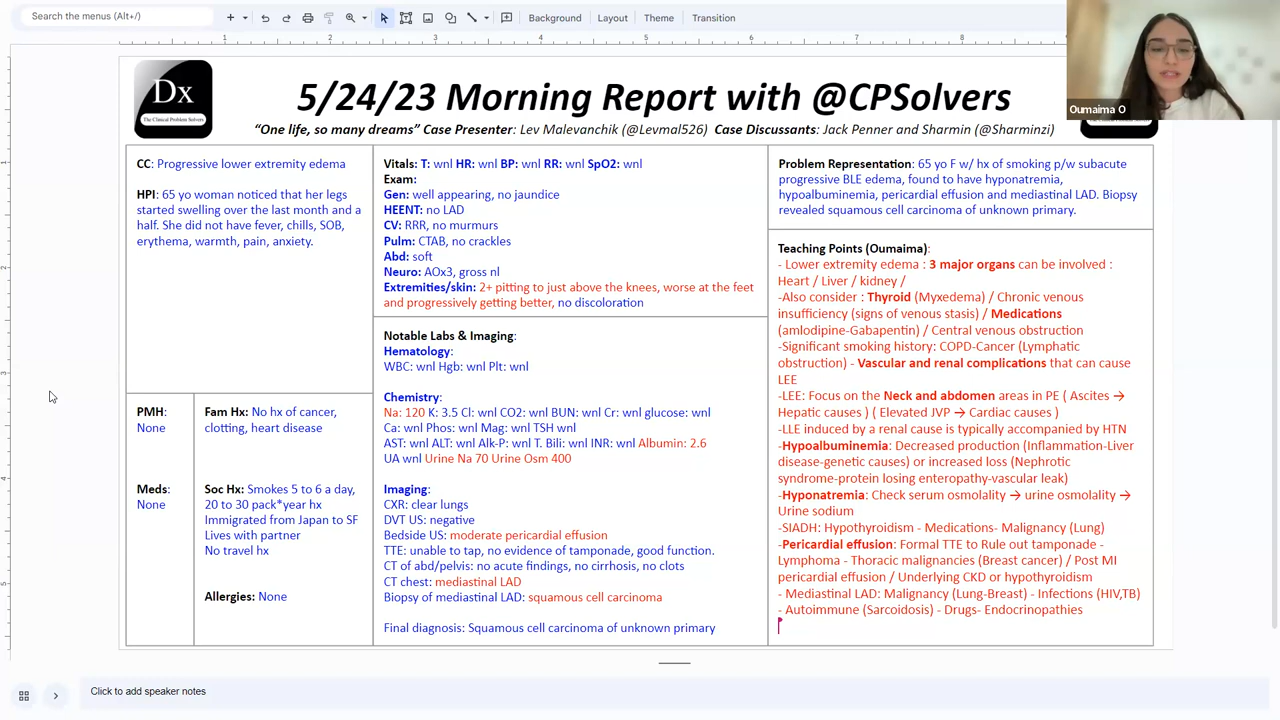 Search the menus (Alt+/)
Background Layout Theme Transition
1 2 3 4 5 6 7 8
Oumaima O
Dx
The Clinical Problem Solvers
5/24/23 Morning Report with @CPSolvers
“One life, so many dreams” Case Presenter: Lev Malevanchik (@Levmal526) Case Discussants: Jack Penner and Sharmin (@Sharminzi)
The Clinical Problem Solvers
CC: Progressive lower extremity edema
HPI: 65 yo woman noticed that her legs
started swelling over the last month and a
half. She did not have fever, chills, SOB,
erythema, warmth, pain, anxiety.
PMH:
None
Meds:
None
Fam Hx: No hx of cancer,
clotting, heart disease
Soc Hx: Smokes 5 to 6 a day,
20 to 30 pack*year hx
Immigrated from Japan to SF
Lives with partner
No travel hx
Allergies: None
Vitals: T: wnl HR: wnl BP: wnl RR: wnl SpO2: wnl
Exam:
Gen: well appearing, no jaundice
HEENT: no LAD
CV: RRR, no murmurs
Pulm: CTAB, no crackles
Abd: soft
Neuro: AOx3, gross nl
Extremities/skin: 2+ pitting to just above the knees, worse at the feet
and progressively getting better, no discoloration
Notable Labs & Imaging:
Hematology:
WBC: wnl Hgb: wnl Plt: wnl
Chemistry:
Na: 120 K: 3.5 Cl: wnl CO2: wnl BUN: wnl Cr: wnl glucose: wnl
Ca: wnl Phos: wnl Mag: wnl TSH wnl
AST: wnl ALT: wnl Alk-P: wnl T. Bili: wnl INR: wnl Albumin: 2.6
UA wnl Urine Na 70 Urine Osm 400
Imaging:
CXR: clear lungs
DVT US: negative
Bedside US: moderate pericardial effusion
TTE: unable to tap, no evidence of tamponade, good function.
CT of abd/pelvis: no acute findings, no cirrhosis, no clots
CT chest: mediastinal LAD
Biopsy of mediastinal LAD: squamous cell carcinoma
Final diagnosis: Squamous cell carcinoma of unknown primary
Problem Representation: 65 yo F w/ hx of smoking p/w subacute
progressive BLE edema, found to have hyponatremia,
hypoalbuminemia, pericardial effusion and mediastinal LAD. Biopsy
revealed squamous cell carcinoma of unknown primary.
Teaching Points (Oumaima):
- Lower extremity edema : 3 major organs can be involved :
Heart / Liver / kidney /
-Also consider : Thyroid (Myxedema) / Chronic venous
insufficiency (signs of venous stasis) / Medications
(amlodipine-Gabapentin) / Central venous obstruction
-Significant smoking history: COPD-Cancer (Lymphatic
obstruction) - Vascular and renal complications that can cause
LEE
-LEE: Focus on the Neck and abdomen areas in PE ( Ascites →
Hepatic causes ) ( Elevated JVP → Cardiac causes )
-LLE induced by a renal cause is typically accompanied by HTN
-Hypoalbuminemia: Decreased production (Inflammation-Liver
disease-genetic causes) or increased loss (Nephrotic
syndrome-protein losing enteropathy-vascular leak)
-Hyponatremia: Check serum osmolality → urine osmolality →
Urine sodium
-SIADH: Hypothyroidism - Medications- Malignancy (Lung)
-Pericardial effusion: Formal TTE to Rule out tamponade -
Lymphoma - Thoracic malignancies (Breast cancer) / Post MI
pericardial effusion / Underlying CKD or hypothyroidism
- Mediastinal LAD: Malignancy (Lung-Breast) - Infections (HIV,TB)
- Autoimmune (Sarcoidosis) - Drugs- Endocrinopathies
1 2 3 4 5
Click to add speaker notes